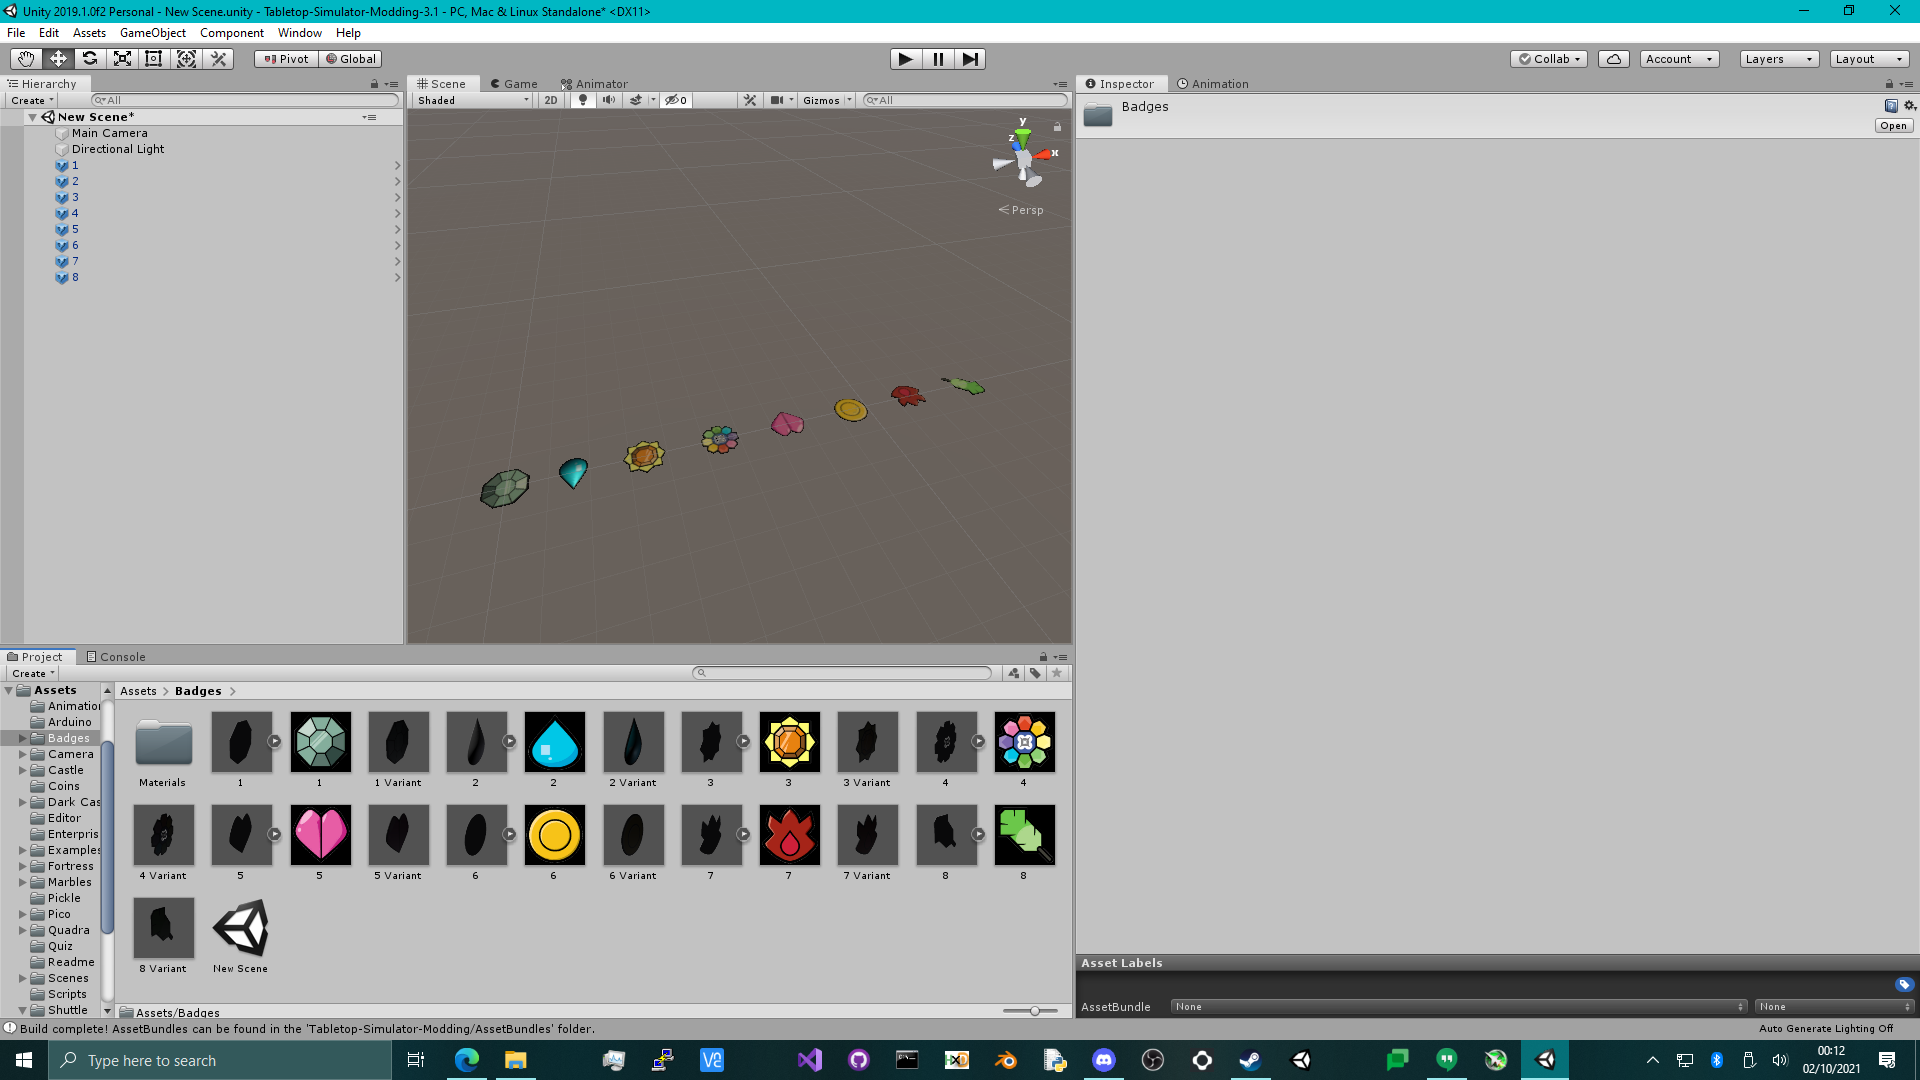 Unity 2019.1.0f2 Personal - New Scene.unity - Tabletop-Simulator-Modding-3.1 - PC, Mac & Linux Standalone* <DX11>
File Edit Assets GameObject Component Window Help
Pivot Global
Collab Account Layers Layout
Hierarchy
Create All
New Scene*
Main Camera
Directional Light
1
2
3
4
5
6
7
8
Scene Game Animator
Shaded 2D 0 Gizmos All
y
z
x
Persp
Inspector Animation
Badges
Open
Project Console
Create
Assets
Animation
Arduino
Badges
Camera
Castle
Coins
Dark Cas
Editor
Enterpris
Examples
Fortress
Marbles
Pickle
Pico
Quadra
Quiz
Readme
Scenes
Scripts
Shuttle
Assets Badges
Materials 1 1 1 Variant 2 2 2 Variant 3 3 3 Variant 4 4
4 Variant 5 5 5 Variant 6 6 6 Variant 7 7 7 Variant 8 8
8 Variant New Scene
Assets/Badges
Asset Labels
AssetBundle None None
Build complete! AssetBundles can be found in the 'Tabletop-Simulator-Modding/AssetBundles' folder.
Auto Generate Lighting Off
Type here to search
00:12
02/10/2021